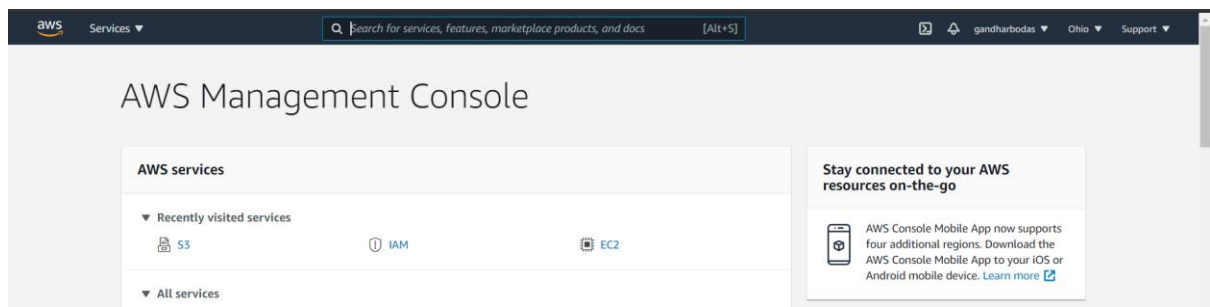 aws Services ▼ Search for services, features, marketplace products, and docs [Alt+S] gandharbodas ▼ Ohio ▼ Support ▼
AWS Management Console
AWS services
▼ Recently visited services
S3 IAM EC2
▼ All services
Stay connected to your AWS
resources on-the-go
AWS Console Mobile App now supports
four additional regions. Download the
AWS Console Mobile App to your iOS or
Android mobile device. Learn more